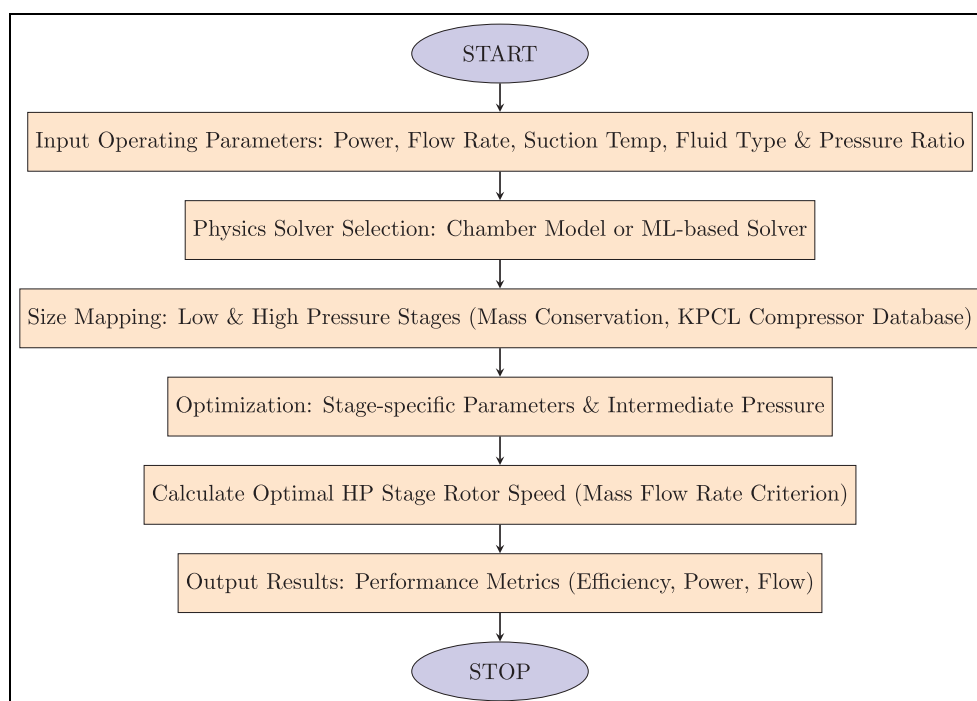 START
Input Operating Parameters: Power, Flow Rate, Suction Temp, Fluid Type & Pressure Ratio
Physics Solver Selection: Chamber Model or ML-based Solver
Size Mapping: Low & High Pressure Stages (Mass Conservation, KPCL Compressor Database)
Optimization: Stage-specific Parameters & Intermediate Pressure
Calculate Optimal HP Stage Rotor Speed (Mass Flow Rate Criterion)
Output Results: Performance Metrics (Efficiency, Power, Flow)
STOP